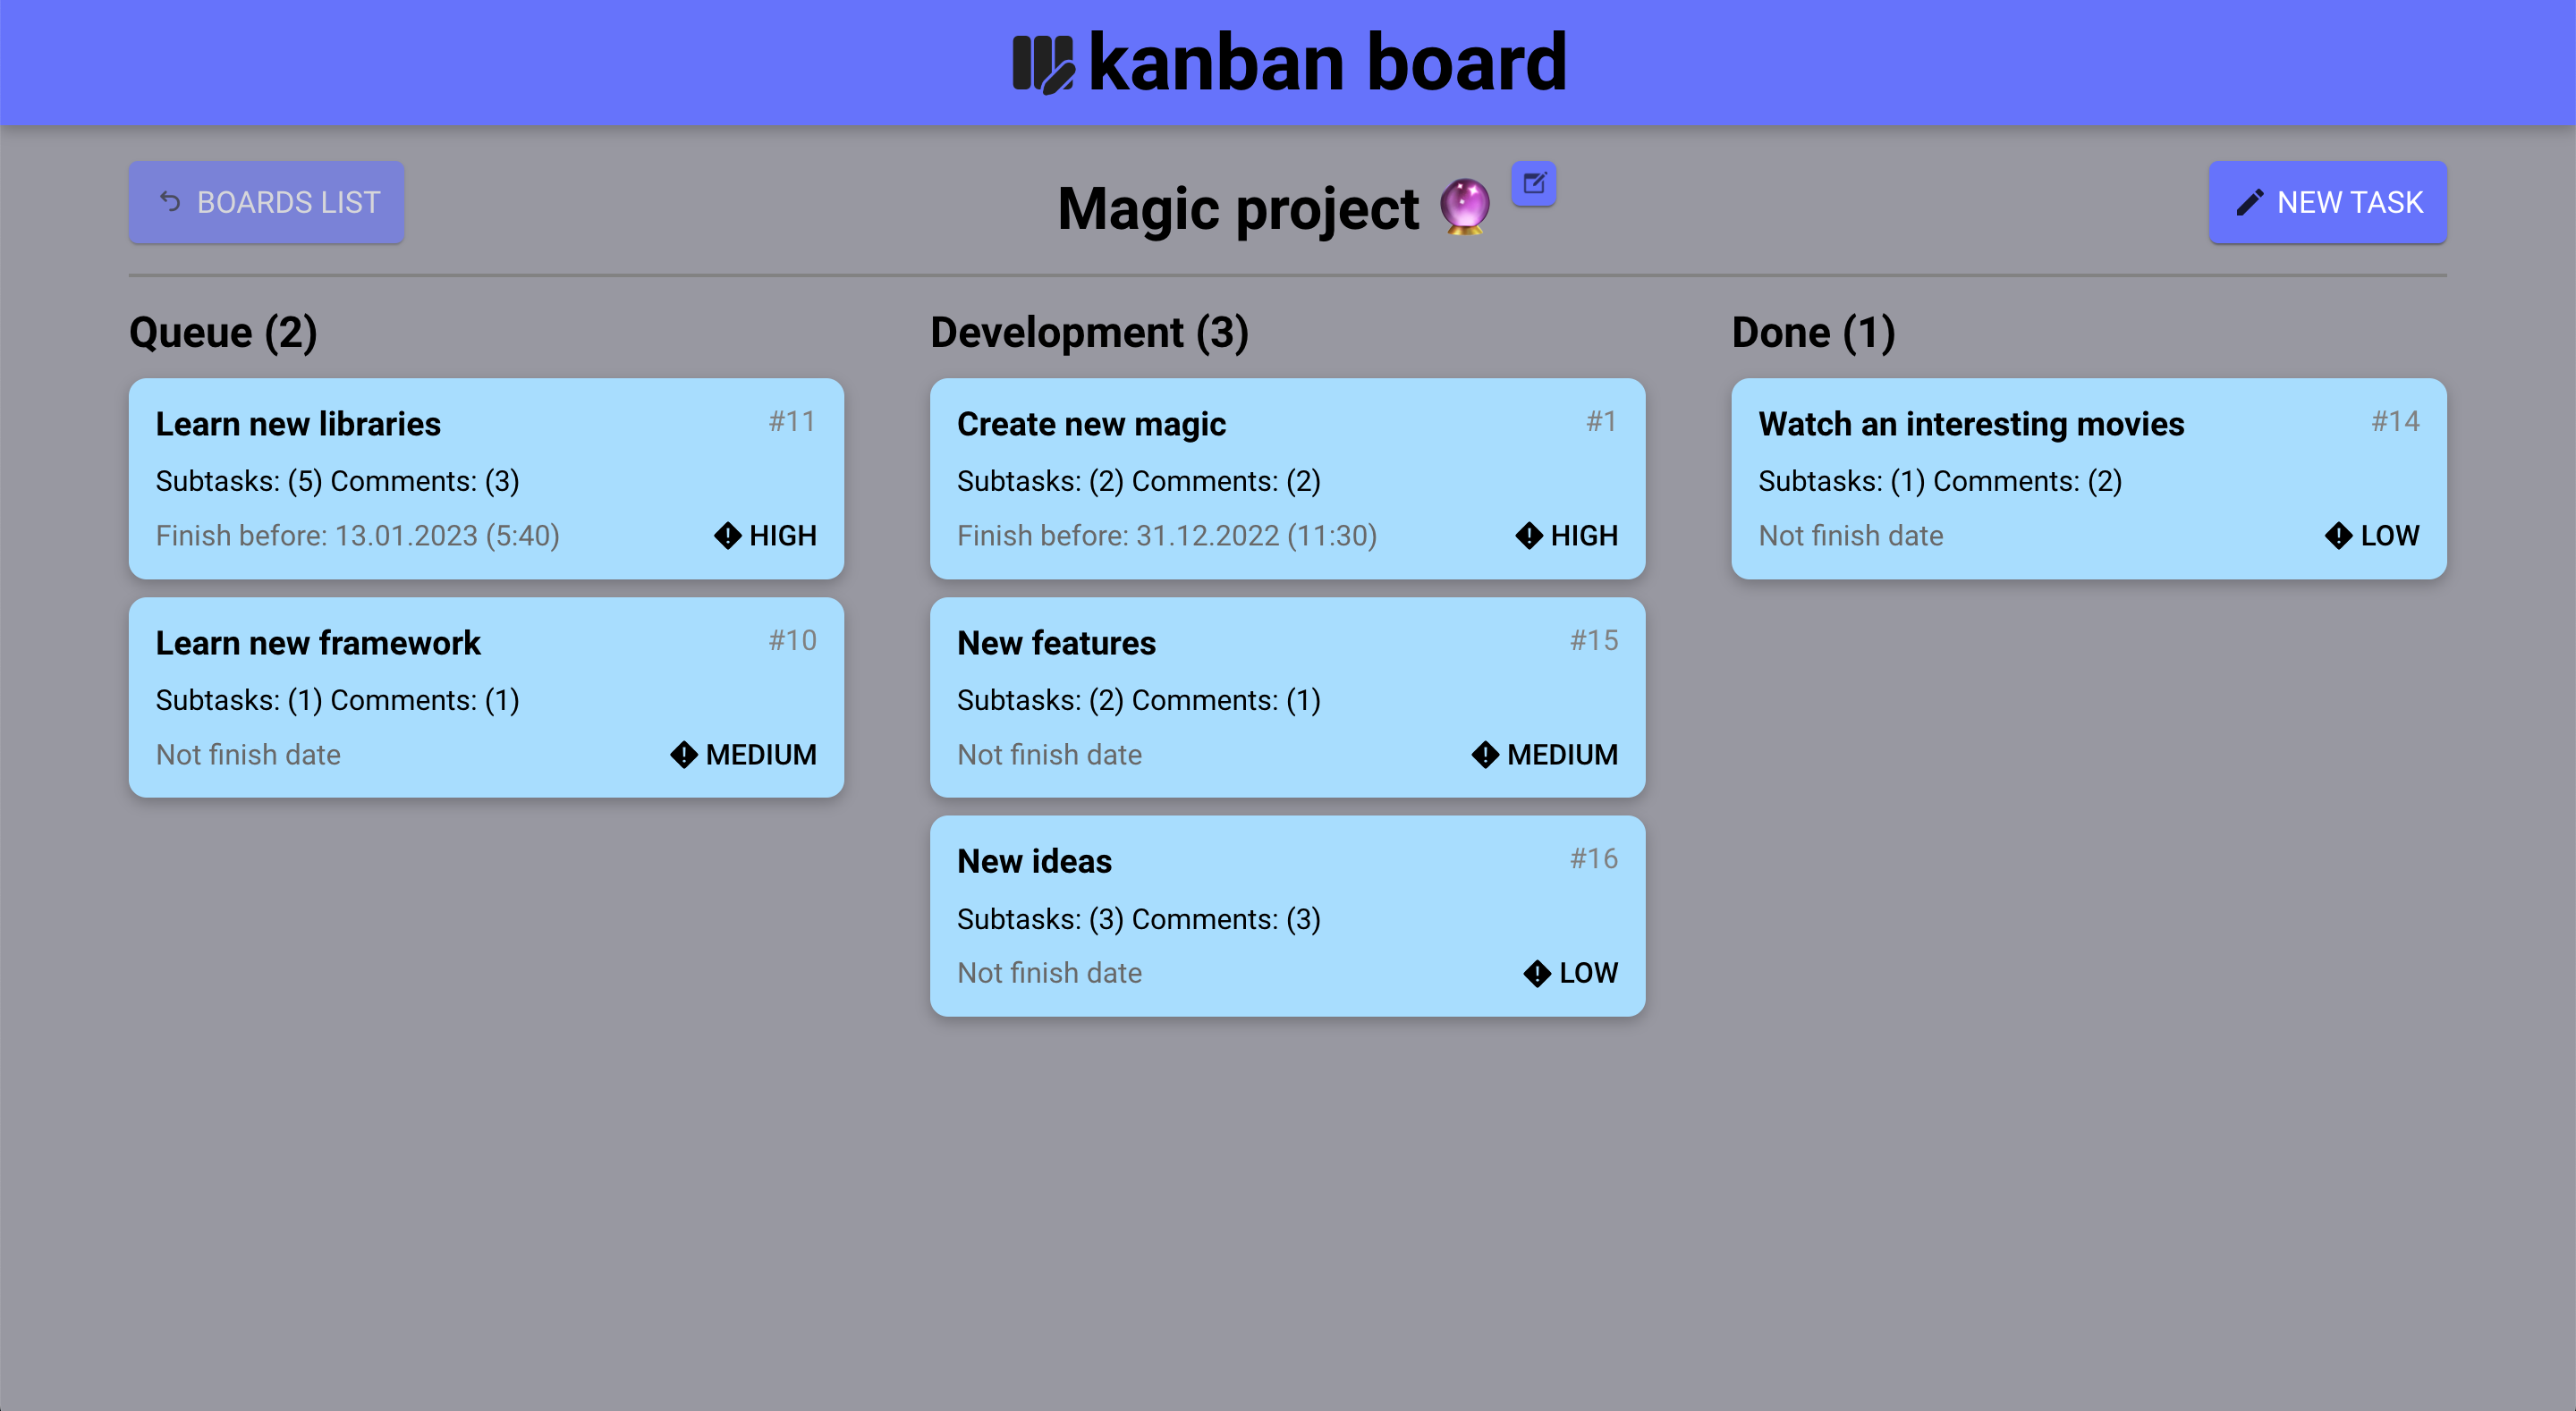 kanban board
BOARDS LIST
Magic project 🔮
NEW TASK
Queue (2)
Learn new libraries #11
Subtasks: (5) Comments: (3)
Finish before: 13.01.2023 (5:40) HIGH
Learn new framework #10
Subtasks: (1) Comments: (1)
Not finish date MEDIUM
Development (3)
Create new magic #1
Subtasks: (2) Comments: (2)
Finish before: 31.12.2022 (11:30) HIGH
New features #15
Subtasks: (2) Comments: (1)
Not finish date MEDIUM
New ideas #16
Subtasks: (3) Comments: (3)
Not finish date LOW
Done (1)
Watch an interesting movies #14
Subtasks: (1) Comments: (2)
Not finish date LOW